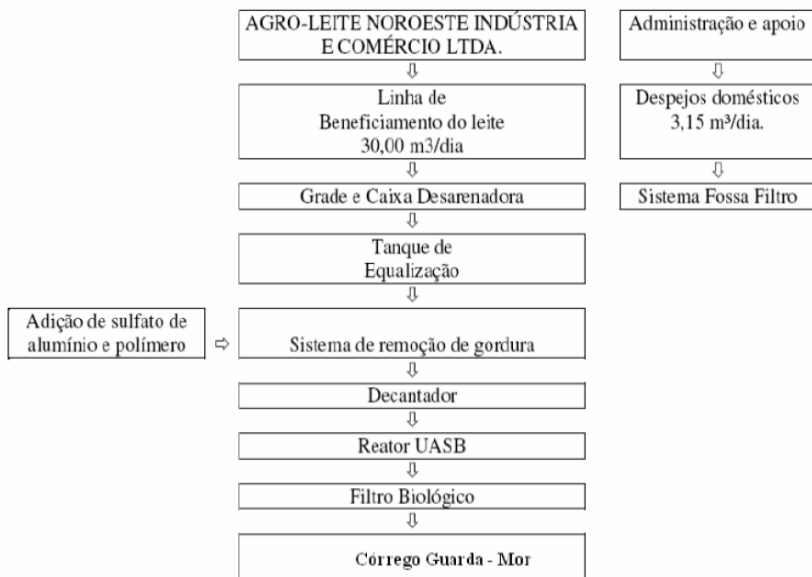 AGRO-LEITE NOROESTE INDÚSTRIA
E COMÉRCIO LTDA.
Linha de
Beneficiamento do leite
30,00 m3/dia
Grade e Caixa Desarenadora
Tanque de
Equalização
Adição de sulfato de
alumínio e polímero
Sistema de remoção de gordura
Decantador
Reator UASB
Filtro Biológico
Córrego Guarda - Mor
Administração e apoio
Despejos domésticos
3,15 m³/dia.
Sistema Fossa Filtro